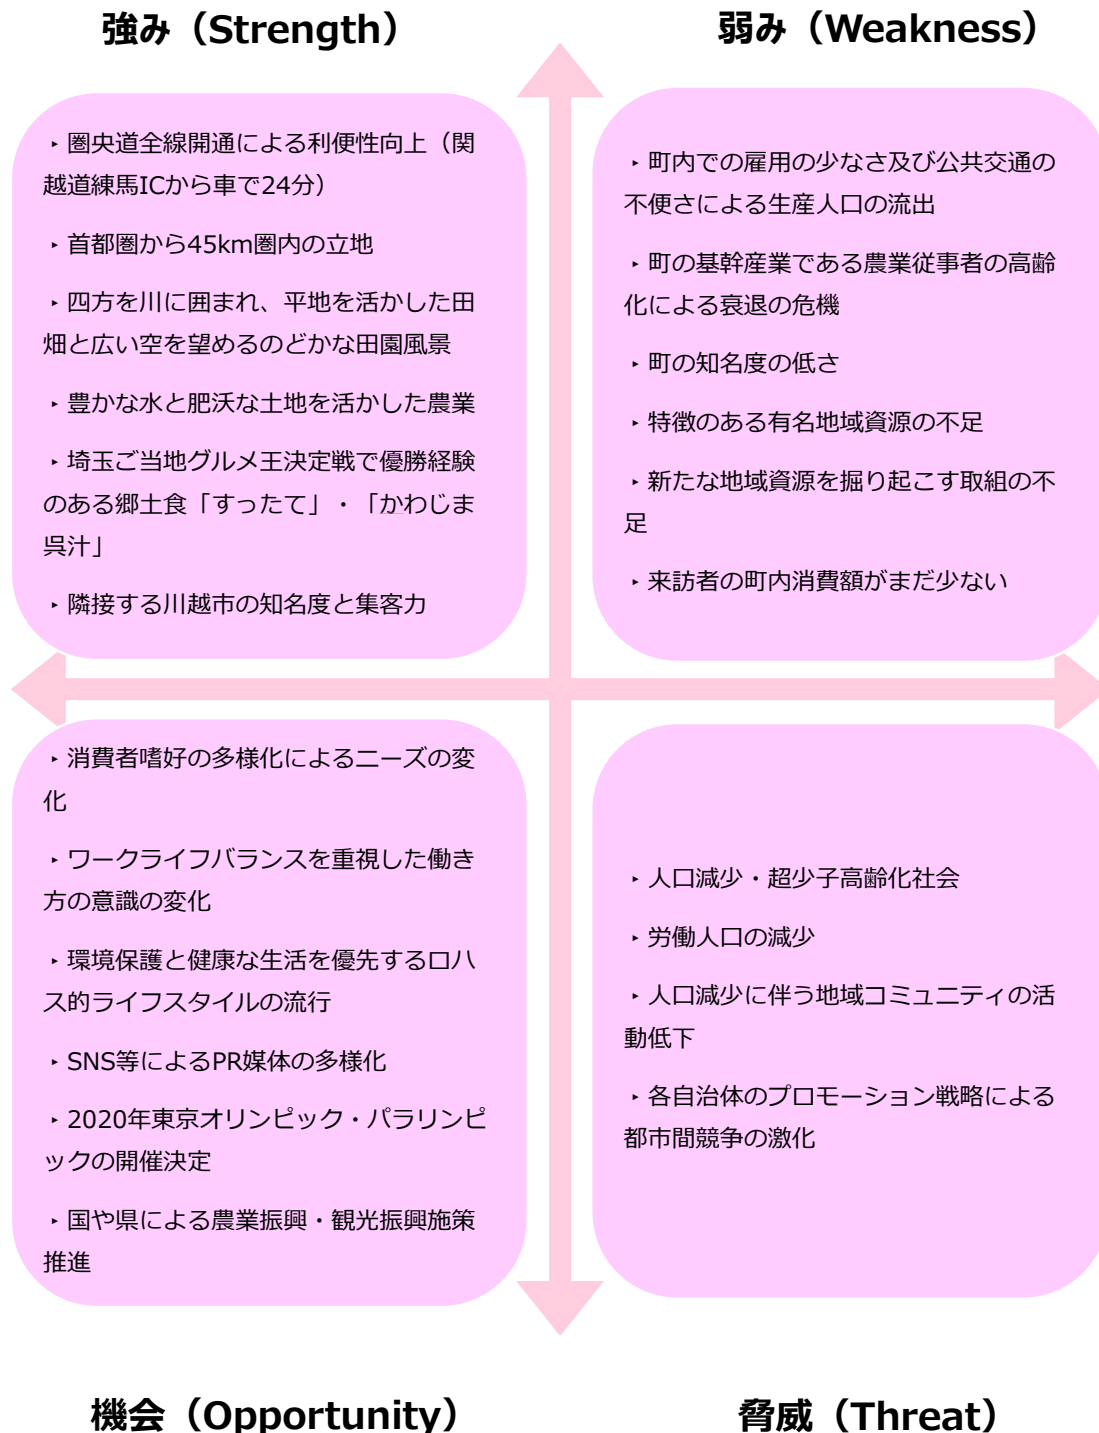 強み（Strength）
‣ 圏央道全線開通による利便性向上（関
越道練馬ICから車で24分）
‣ 首都圏から45km圏内の立地
‣ 四方を川に囲まれ、平地を活かした田
畑と広い空を望めるのどかな田園風景
‣ 豊かな水と肥沃な土地を活かした農業
‣ 埼玉ご当地グルメ王決定戦で優勝経験
のある郷土食「すったて」・「かわじま
呉汁」
‣ 隣接する川越市の知名度と集客力
弱み（Weakness）
‣ 町内での雇用の少なさ及び公共交通の
不便さによる生産人口の流出
‣ 町の基幹産業である農業従事者の高齢
化による衰退の危機
‣ 町の知名度の低さ
‣ 特徴のある有名地域資源の不足
‣ 新たな地域資源を掘り起こす取組の不
足
‣ 来訪者の町内消費額がまだ少ない
‣ 消費者嗜好の多様化によるニーズの変
化
‣ ワークライフバランスを重視した働き
方の意識の変化
‣ 環境保護と健康な生活を優先するロハ
ス的ライフスタイルの流行
‣ SNS等によるPR媒体の多様化
‣ 2020年東京オリンピック・パラリンピ
ックの開催決定
‣ 国や県による農業振興・観光振興施策
推進
機会（Opportunity）
‣ 人口減少・超少子高齢化社会
‣ 労働人口の減少
‣ 人口減少に伴う地域コミュニティの活
動低下
‣ 各自治体のプロモーション戦略による
都市間競争の激化
脅威（Threat）